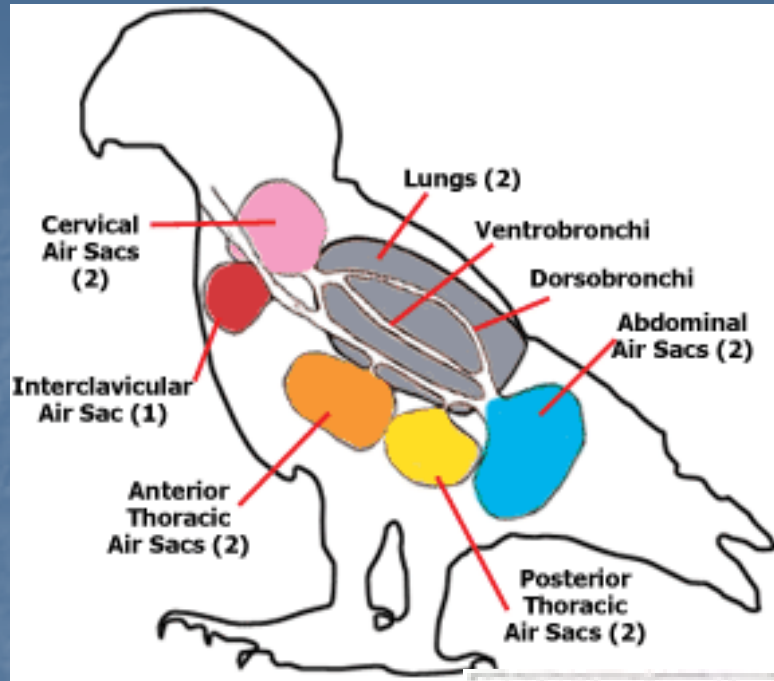 Lungs (2)
Ventrobronchi
Dorsobronchi
Cervical
Air Sacs
(2)
Abdominal
Air Sacs (2)
Interclavicular
Air Sac (1)
Anterior
Thoracic
Air Sacs (2)
Posterior
Thoracic
Air Sacs (2)